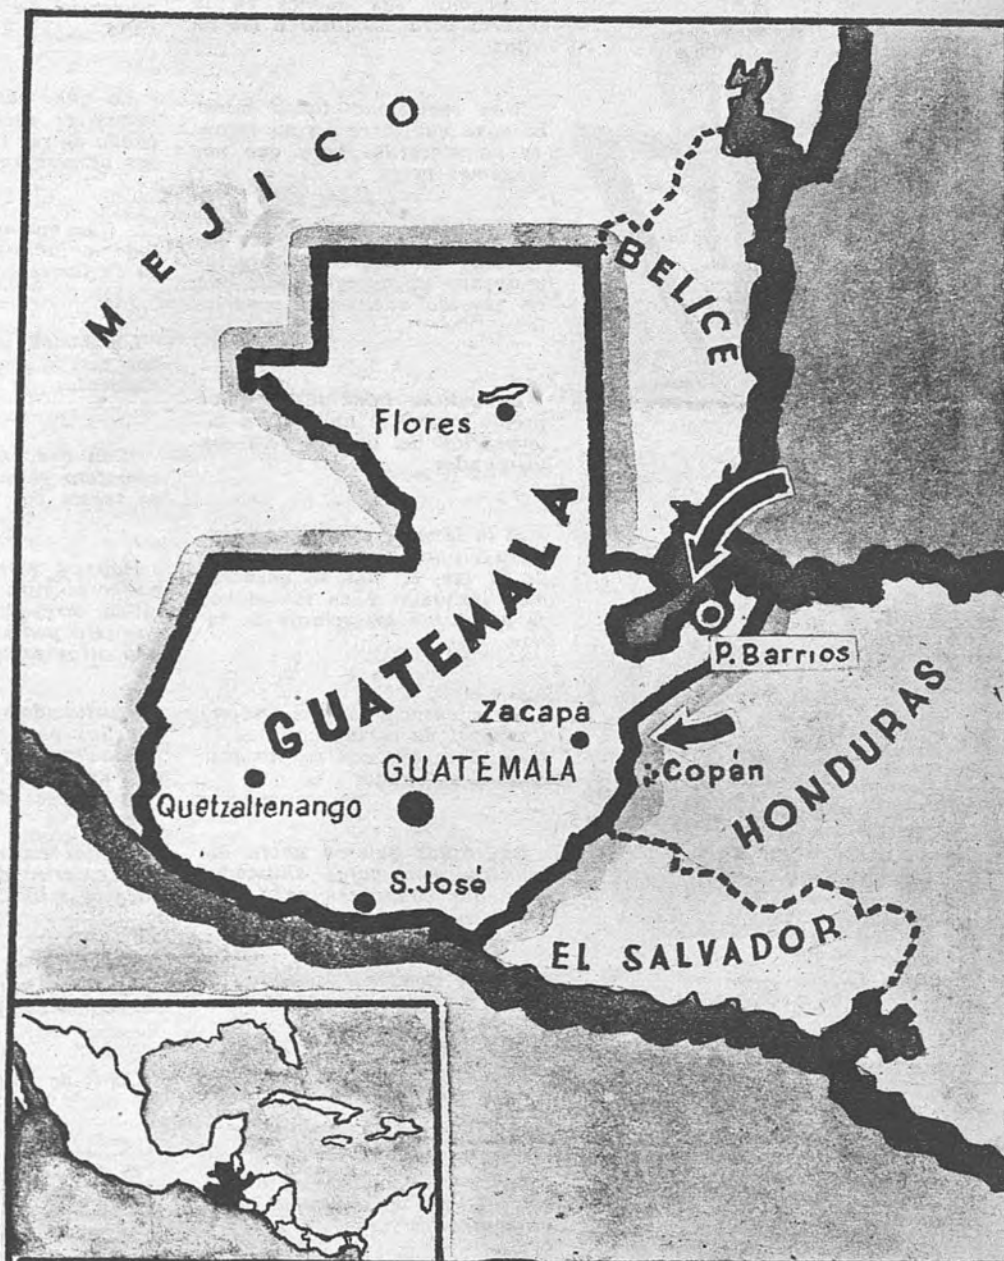 MEJICO
BELICE
Flores
GUATEMALA
P. Barrios
Zacapa
GUATEMALA
Copán
HONDURAS
Quetzaltenango
S. José
EL SALVADOR